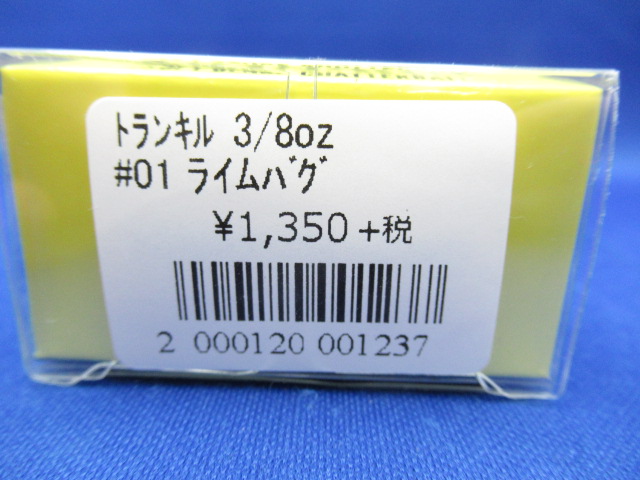 ﾄﾗﾝｷﾙ 3/8oz
#01 ﾗｲﾑﾊﾞｸﾞ
¥1,350+税
2 000120 001237